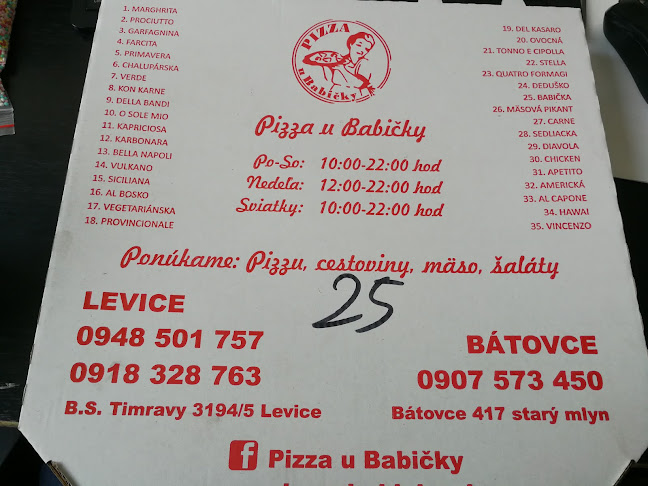 1. MARGHRITA
2. PROCIUTTO
3. GARFAGNINA
4. FARCITA
5. PRIMAVERA
6. CHALUPÁRSKA
7. VERDE
8. KON KARNE
9. DELLA BANDI
10. O SOLE MIO
11. KAPRICIOSA
12. KARBONARA
13. BELLA NAPOLI
14. VULKANO
15. SICILIANA
16. AL BOSKO
17. VEGETARIÁNSKA
18. PROVINCIONALE
PIZZA
u Babičky
19. DEL KASARO
20. OVOCNÁ
21. TONNO E CIPOLLA
22. STELLA
23. QUATRO FORMAGI
24. DEDUŠKO
25. BABIČKA
26. MÄSOVÁ PIKANT
27. CARNE
28. SEDLIACKA
29. DIAVOLA
30. CHICKEN
31. APETITO
32. AMERICKÁ
33. AL CAPONE
34. HAWAI
35. VINCENZO
Pizza u Babičky
Po-So: 10:00-22:00 hod
Nedeľa: 12:00-22:00 hod
Sviatky: 10:00-22:00 hod
Ponúkame: Pizzu, cestoviny, mäso, šaláty
25
LEVICE
0948 501 757
0918 328 763
B.S. Timravy 3194/5 Levice
BÁTOVCE
0907 573 450
Bátovce 417 starý mlyn
f Pizza u Babičky